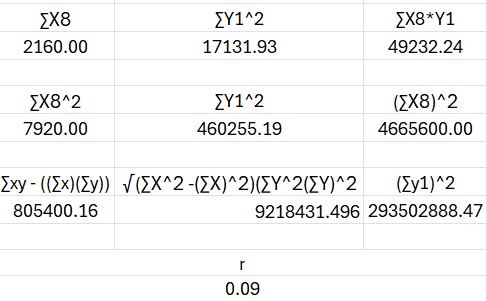 ∑X8 ∑Y1^2 ∑X8*Y1
2160.00 17131.93 49232.24
∑X8^2 ∑Y1^2 (∑X8)^2
7920.00 460255.19 4665600.00
∑xy - ((∑x)(∑y)) √(∑X^2 -(∑X)^2)(∑Y^2(∑Y)^2 (∑y1)^2
805400.16 9218431.496 293502888.47
r
0.09